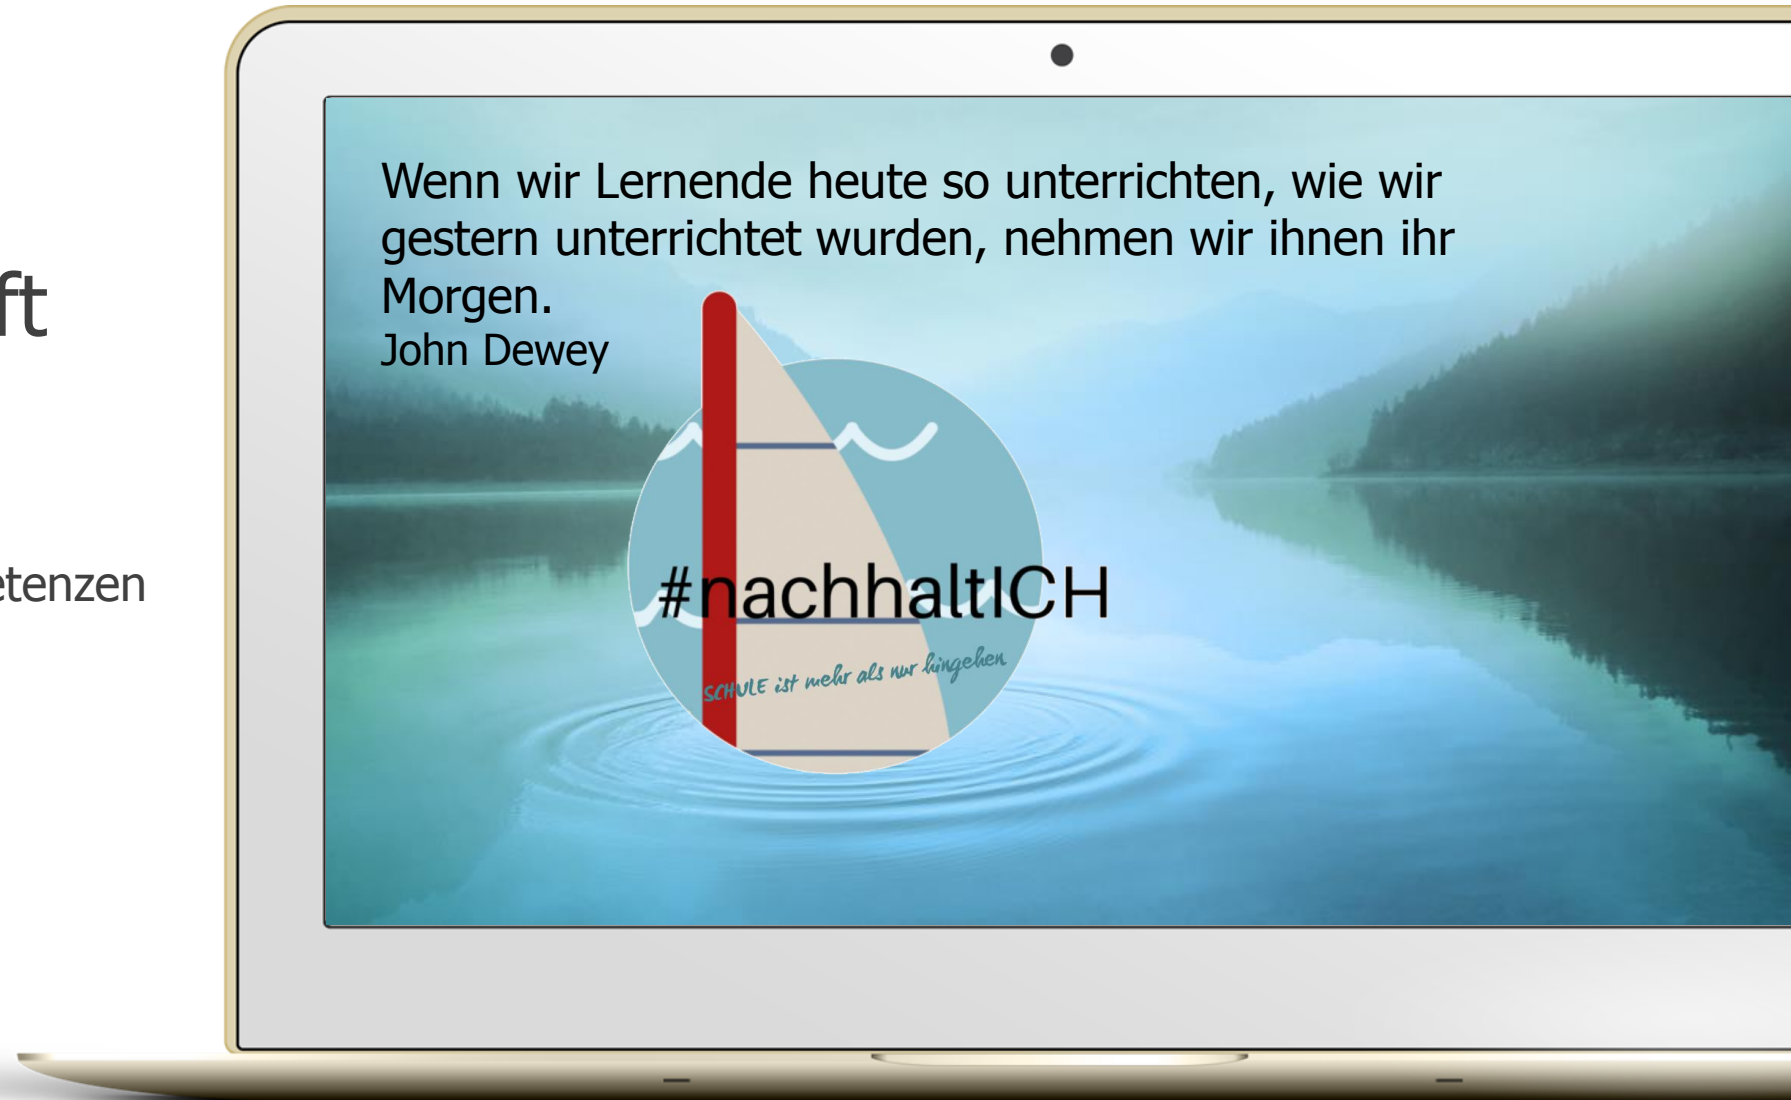 Wenn wir Lernende heute so unterrichten, wie wir
gestern unterrichtet wurden, nehmen wir ihnen ihr
Morgen.
John Dewey
ft
etenzen
#nachhaltICH
SCHULE ist mehr als nur hingehen